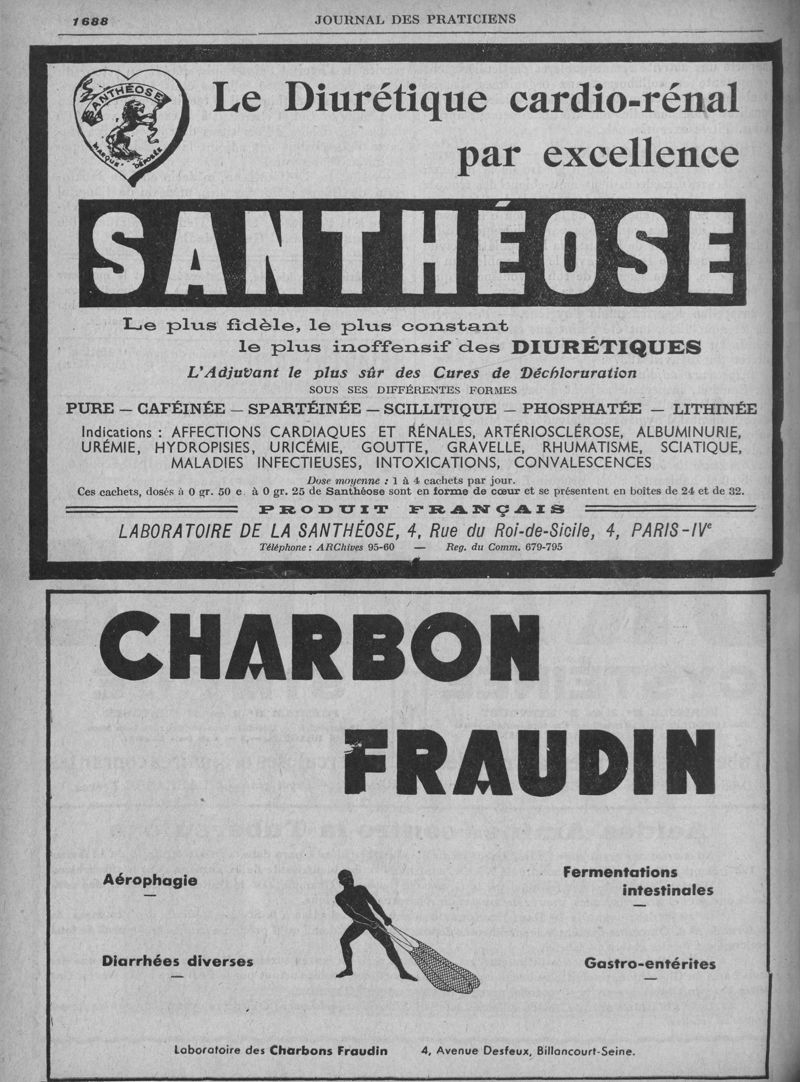 1688
JOURNAL DES PRATICIENS
SANTHÉOSE
MARQUE DÉPOSÉE
Le Diurétique cardio-rénal
par excellence
SANTHÉOSE
Le plus fidèle, le plus constant
le plus inoffensif des DIURÉTIQUES
L'Adjuvant le plus sûr des Cures de Déchloruration
SOUS SES DIFFÉRENTES FORMES
PURE — CAFÉINÉE — SPARTÉINÉE — SCILLITIQUE — PHOSPHATÉE — LITHINÉE
Indications : AFFECTIONS CARDIAQUES ET RÉNALES, ARTÉRIOSCLÉROSE, ALBUMINURIE,
URÉMIE, HYDROPISIES, URICÉMIE, GOUTTE, GRAVELLE, RHUMATISME, SCIATIQUE,
MALADIES INFECTIEUSES, INTOXICATIONS, CONVALESCENCES
Dose moyenne : 1 à 4 cachets par jour.
Ces cachets, dosés à 0 gr. 50 e à 0 gr. 25 de Santhéose sont en forme de cœur et se présentent en boîtes de 24 et de 32.
PRODUIT FRANÇAIS
LABORATOIRE DE LA SANTHÉOSE, 4, Rue du Roi-de-Sicile, 4, PARIS-IVe
Téléphone : ARChives 95-60 — Reg. du Comm. 679-795
CHARBON
FRAUDIN
Aérophagie
Fermentations
intestinales
Diarrhées diverses
Gastro-entérites
Laboratoire des Charbons Fraudin 4, Avenue Desfeux, Billancourt-Seine.